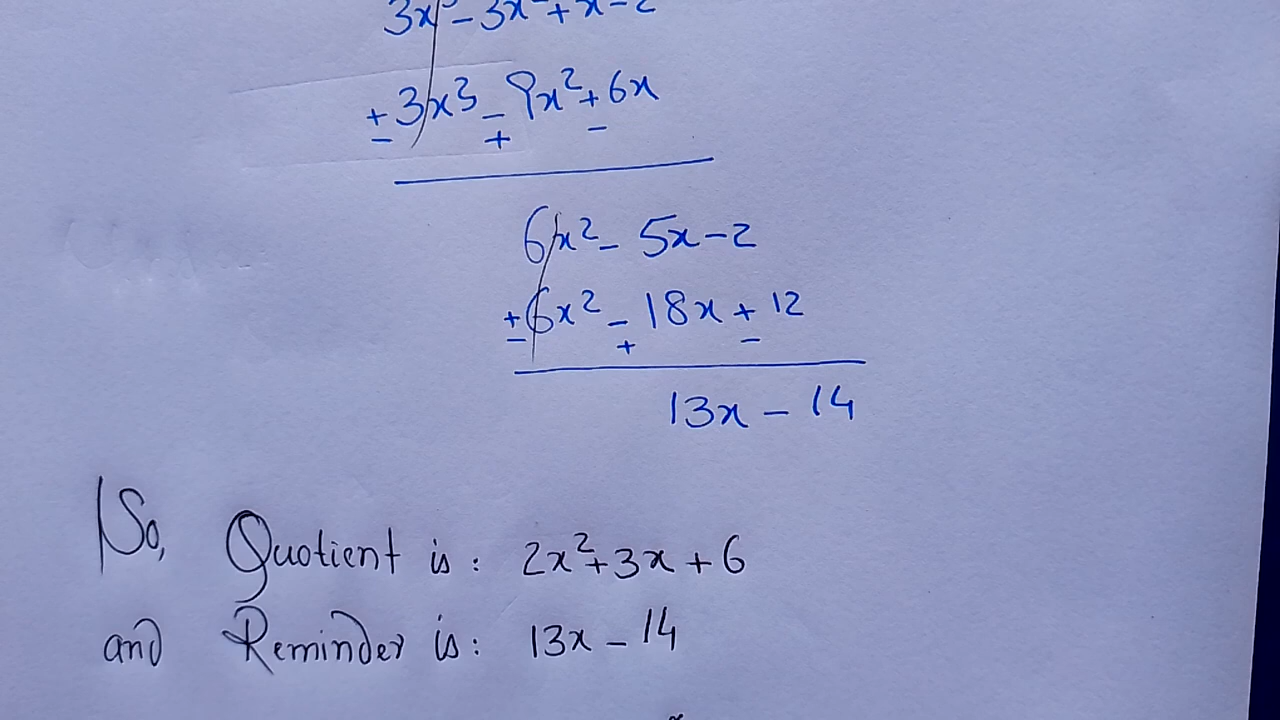 3x³ - 3x² + x - 2
+ 3x³ - 9x² + 6x
- + -
6x² - 5x - 2
+ 6x² - 18x + 12
- + -
13x - 14
So, Quotient is : 2x² + 3x + 6
and Reminder is : 13x - 14